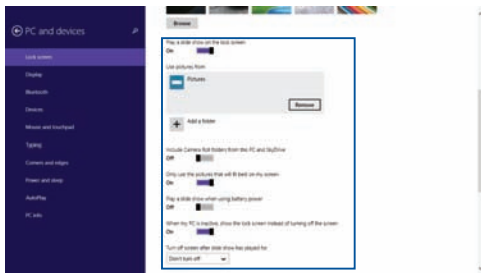 Browse
PC and devices
Lock screen
Display
Bluetooth
Devices
Mouse and touchpad
Typing
Corners and edges
Power and sleep
AutoPlay
PC info
Play a slide show on the lock screen
On
Use pictures from
Pictures
Remove
Add a folder
Include Camera Roll folders from this PC and SkyDrive
Off
Only use the pictures that will fit best on my screen
On
Play a slide show when using battery power
Off
When my PC is inactive, show the lock screen instead of turning off the screen
On
Turn off screen after slide show has played for
Don't turn off